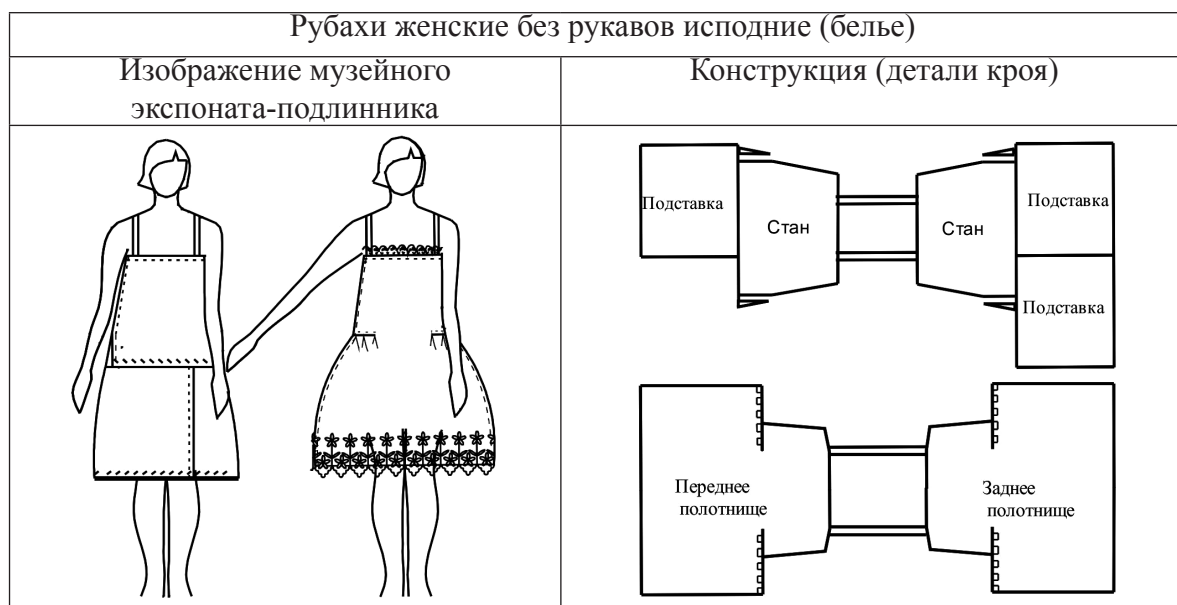 Рубахи женские без рукавов исподние (белье)
Изображение музейного
экспоната-подлинника
Конструкция (детали кроя)
Подставка
Стан
Стан
Подставка
Подставка
Переднее
полотнище
Заднее
полотнище